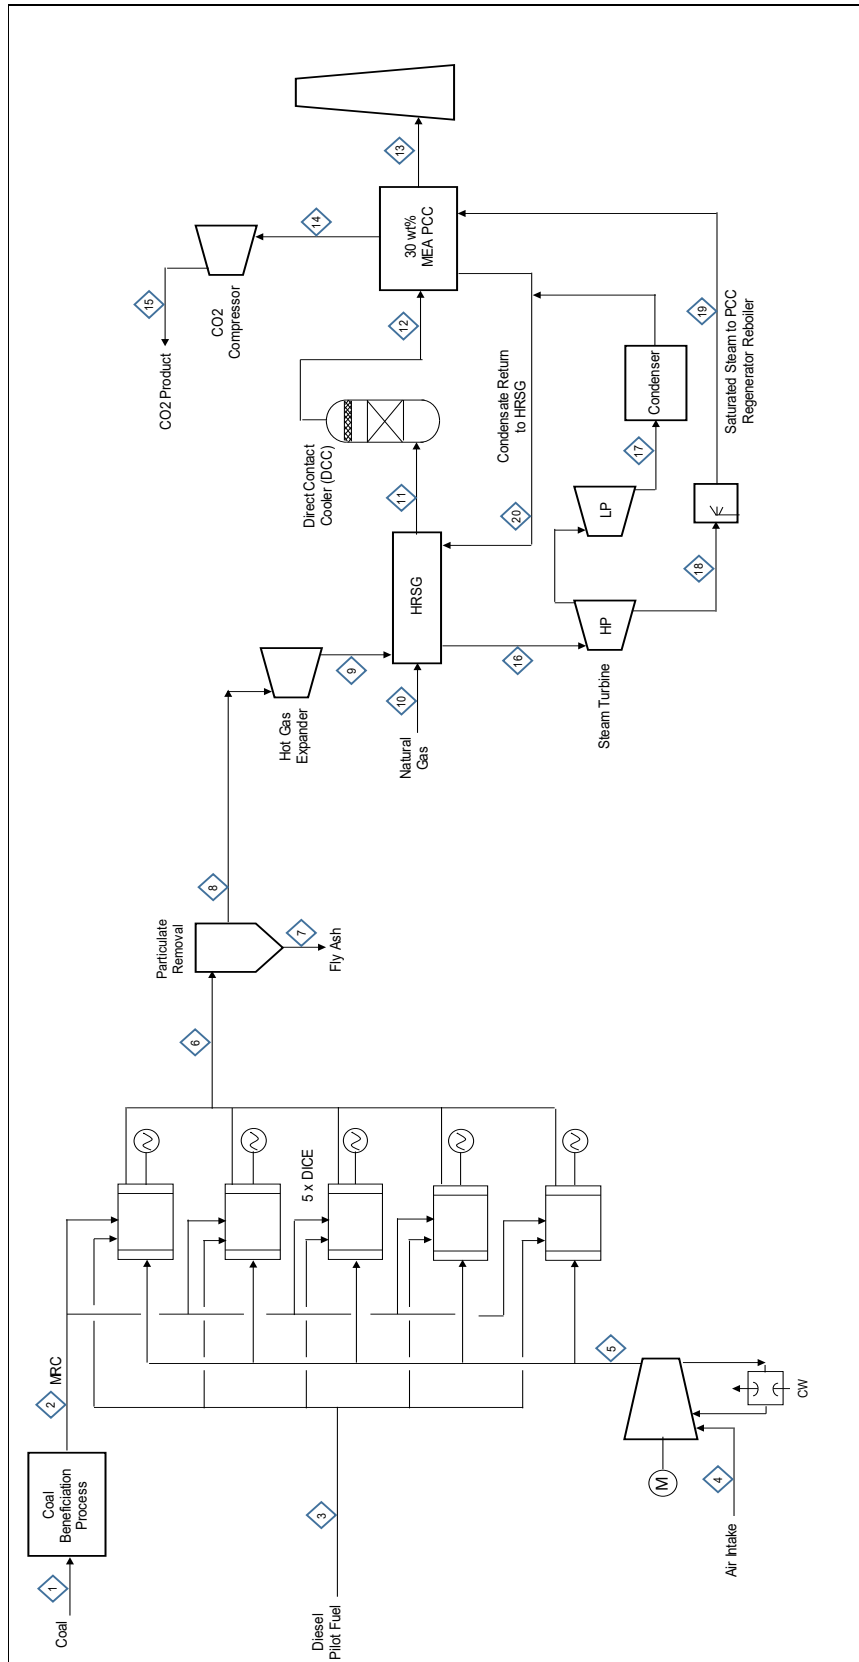 1
Coal
Coal
Beneficiation
Process
2
MRC
3
Diesel
Pilot Fuel
4
Air Intake
M
CW
5
5 x DICE
6
Particulate
Removal
7
Fly Ash
8
Hot Gas
Expander
9
10
Natural
Gas
HRSG
11
Direct Contact
Cooler (DCC)
12
30 wt%
MEA PCC
13
14
CO2
Compressor
15
CO2 Product
16
Steam Turbine
HP
LP
17
Condenser
18
19
Saturated Steam to PCC
Regenerator Reboiler
20
Condensate Return
to HRSG